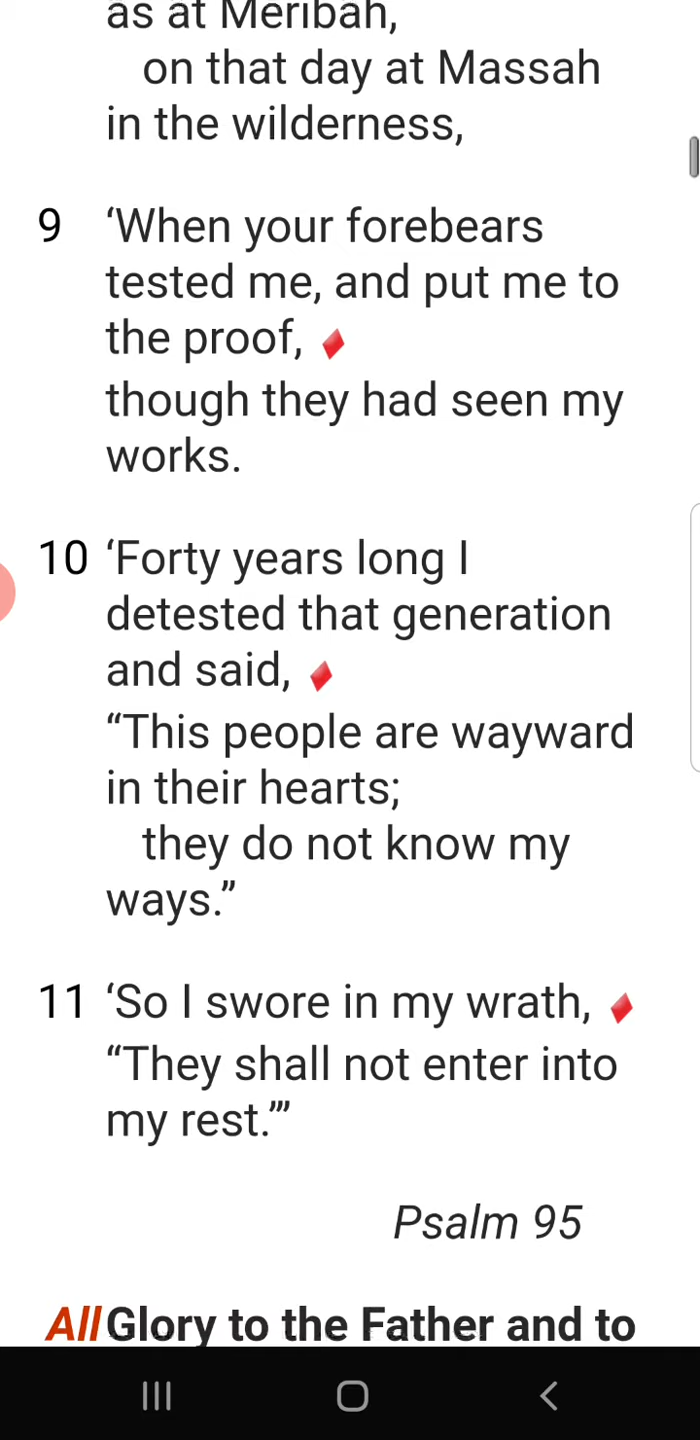 as at Meribah,
on that day at Massah
in the wilderness,
9 ‘When your forebears
tested me, and put me to
the proof, ♦
though they had seen my
works.
10 ‘Forty years long I
detested that generation
and said, ♦
“This people are wayward
in their hearts;
they do not know my
ways.”
11 ‘So I swore in my wrath, ♦
“They shall not enter into
my rest.”’
Psalm 95
All Glory to the Father and to